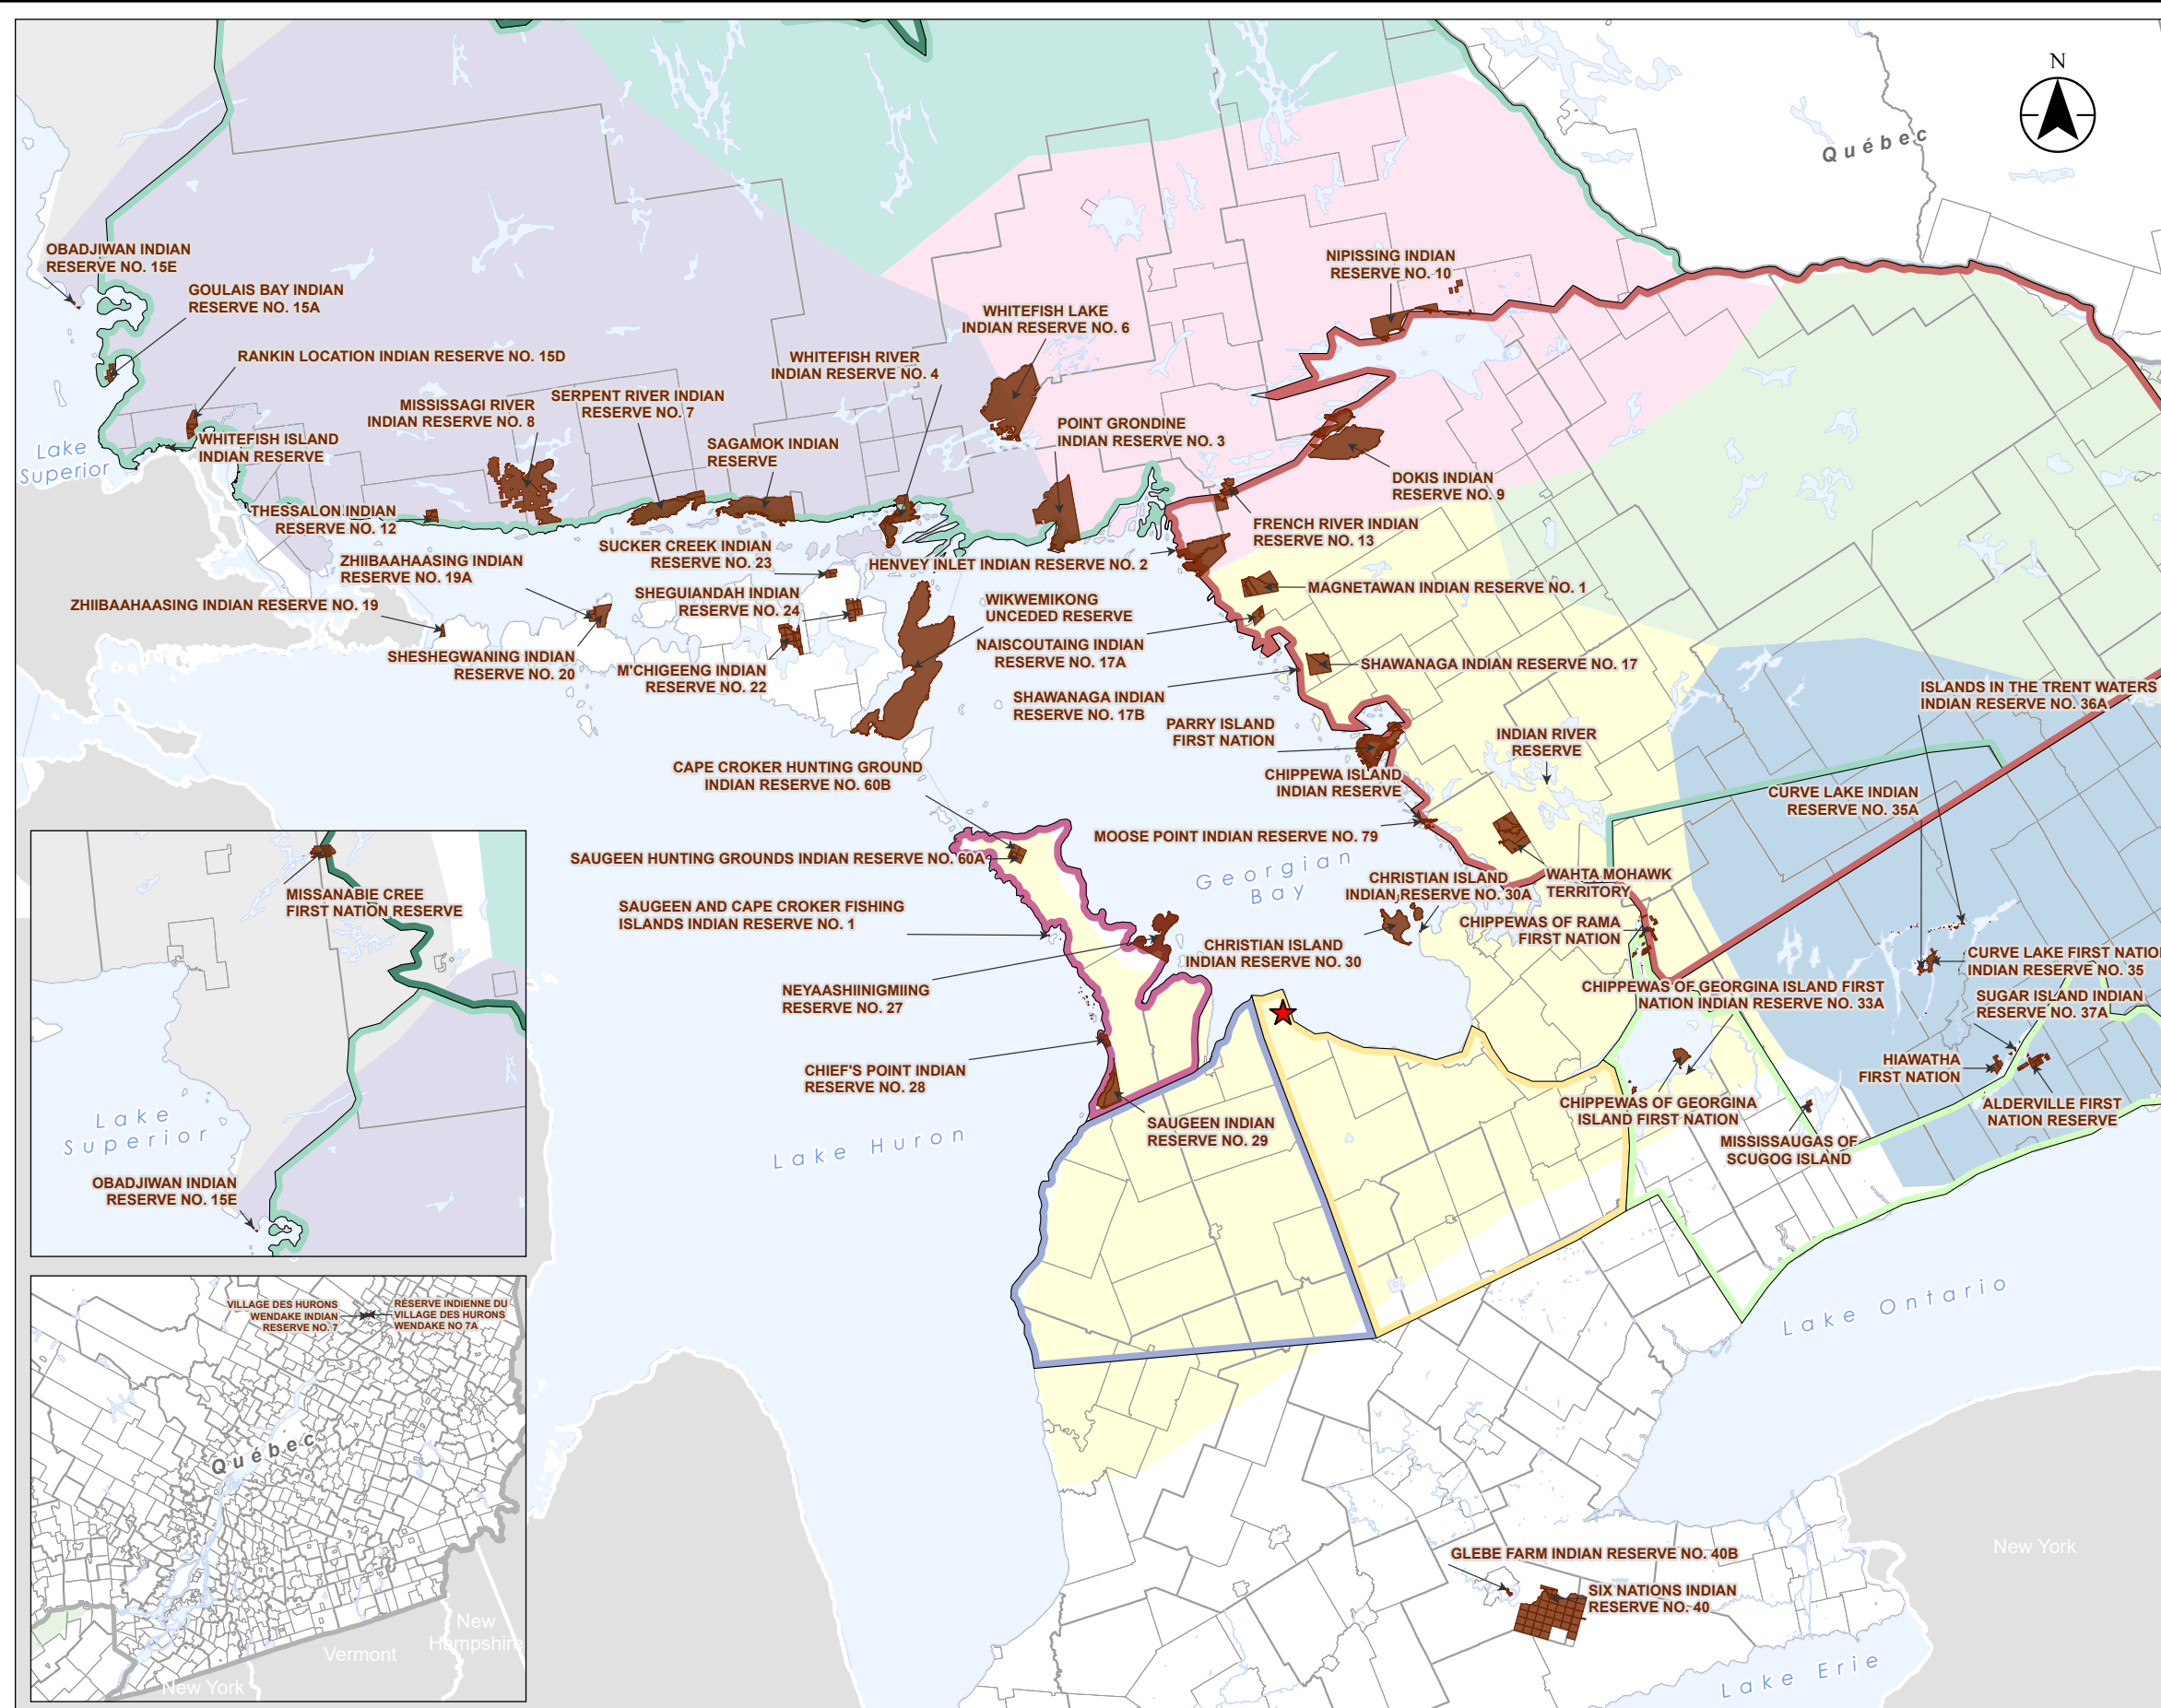 N
Québec
OBADJIWAN INDIAN
RESERVE NO. 15E
GOULAIS BAY INDIAN
RESERVE NO. 15A
NIPISSING INDIAN
RESERVE NO. 10
WHITEFISH LAKE
INDIAN RESERVE NO. 6
RANKIN LOCATION INDIAN RESERVE NO. 15D
WHITEFISH RIVER
INDIAN RESERVE NO. 4
SERPENT RIVER INDIAN
RESERVE NO. 7
MISSISSAGI RIVER
INDIAN RESERVE NO. 8
POINT GRONDINE
INDIAN RESERVE NO. 3
Lake
Superior
WHITEFISH ISLAND
INDIAN RESERVE
SAGAMOK INDIAN
RESERVE
DOKIS INDIAN
RESERVE NO. 9
THESSALON INDIAN
RESERVE NO. 12
FRENCH RIVER INDIAN
RESERVE NO. 13
SUCKER CREEK INDIAN
RESERVE NO. 23
ZHIIBAAHAASING INDIAN
RESERVE NO. 19A
HENVEY INLET INDIAN RESERVE NO. 2
MAGNETAWAN INDIAN RESERVE NO. 1
SHEGUIANDAH INDIAN
RESERVE NO. 24
WIKWEMIKONG
UNCEDED RESERVE
ZHIIBAAHAASING INDIAN RESERVE NO. 19
NAISCOUTAING INDIAN
RESERVE NO. 17A
SHESHEGWANING INDIAN
RESERVE NO. 20
M'CHIGEENG INDIAN
RESERVE NO. 22
SHAWANAGA INDIAN RESERVE NO. 17
SHAWANAGA INDIAN
RESERVE NO. 17B
ISLANDS IN THE TRENT WATERS
INDIAN RESERVE NO. 36A
PARRY ISLAND
FIRST NATION
INDIAN RIVER
RESERVE
CAPE CROKER HUNTING GROUND
INDIAN RESERVE NO. 60B
CHIPPEWA ISLAND
INDIAN RESERVE
CURVE LAKE INDIAN
RESERVE NO. 35A
MOOSE POINT INDIAN RESERVE NO. 79
SAUGEEN HUNTING GROUNDS INDIAN RESERVE NO. 60A
Georgian
Bay
CHRISTIAN ISLAND
INDIAN RESERVE NO. 30A
WAHTA MOHAWK
TERRITORY
SAUGEEN AND CAPE CROKER FISHING
ISLANDS INDIAN RESERVE NO. 1
CHIPPEWAS OF RAMA
FIRST NATION
CHRISTIAN ISLAND
INDIAN RESERVE NO. 30
CURVE LAKE FIRST NATIO
INDIAN RESERVE NO. 35
NEYAASHIINIGMIING
RESERVE NO. 27
CHIPPEWAS OF GEORGINA ISLAND FIRST
NATION INDIAN RESERVE NO. 33A
SUGAR ISLAND INDIAN
RESERVE NO. 37A
HIAWATHA
FIRST NATION
CHIEF'S POINT INDIAN
RESERVE NO. 28
CHIPPEWAS OF GEORGINA
ISLAND FIRST NATION
ALDERVILLE FIRST
NATION RESERVE
SAUGEEN INDIAN
RESERVE NO. 29
MISSISSAUGAS OF
SCUGOG ISLAND
Lake Huron
Lake Ontario
MISSANABIE CREE
FIRST NATION RESERVE
Lake
Superior
OBADJIWAN INDIAN
RESERVE NO. 15E
VILLAGE DES HURONS
WENDAKE INDIAN
RESERVE NO. 7
RÉSERVE INDIENNE DU
VILLAGE DES HURONS
WENDAKE NO 7A
Québec
New
Hampshire
Vermont
New York
GLEBE FARM INDIAN RESERVE NO. 40B
SIX NATIONS INDIAN
RESERVE NO. 40
New York
Lake Erie